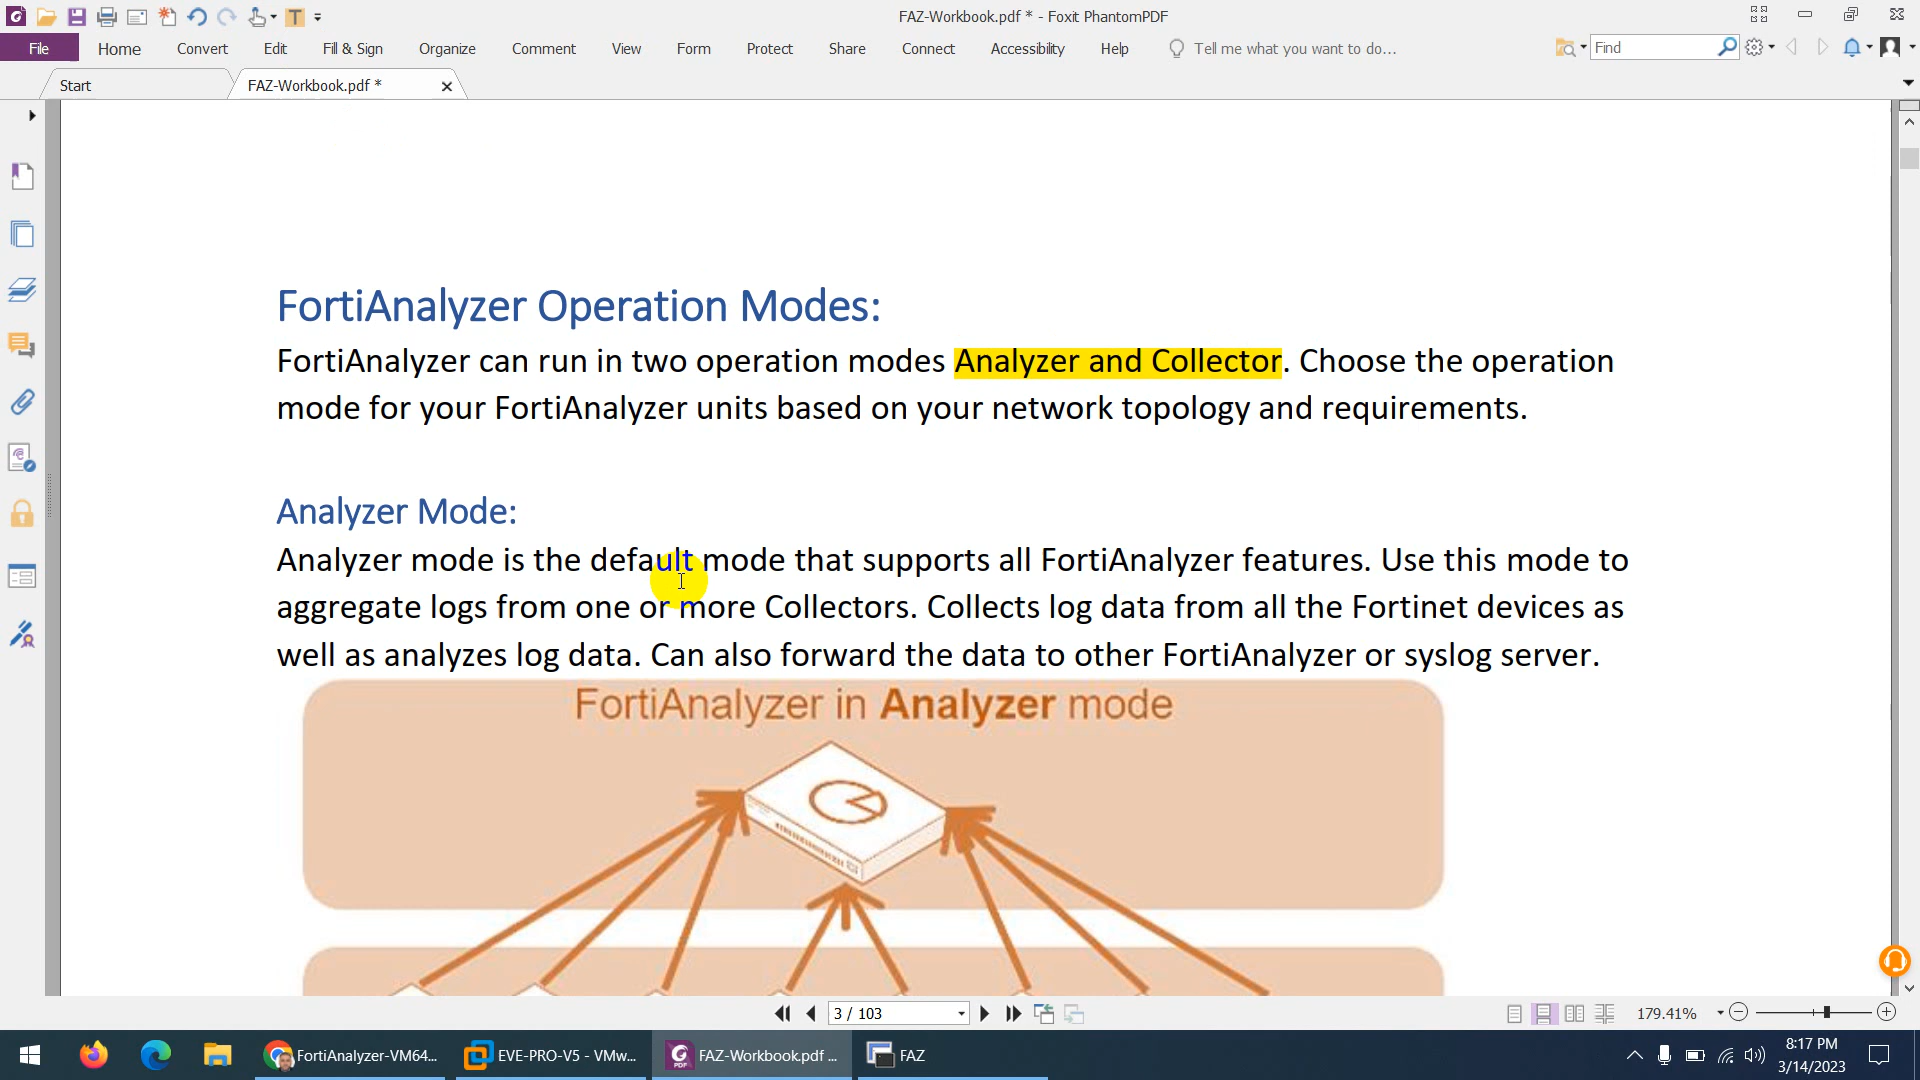 FAZ-Workbook.pdf * - Foxit PhantomPDF
File Home Convert Edit Fill & Sign Organize Comment View Form Protect Share Connect Accessibility Help Tell me what you want to do... Find
Start FAZ-Workbook.pdf *
FortiAnalyzer Operation Modes:
FortiAnalyzer can run in two operation modes Analyzer and Collector. Choose the operation
mode for your FortiAnalyzer units based on your network topology and requirements.
Analyzer Mode:
Analyzer mode is the default mode that supports all FortiAnalyzer features. Use this mode to
aggregate logs from one or more Collectors. Collects log data from all the Fortinet devices as
well as analyzes log data. Can also forward the data to other FortiAnalyzer or syslog server.
FortiAnalyzer in Analyzer mode
3 / 103 179.41%
FortiAnalyzer-VM64... EVE-PRO-V5 - VMw... FAZ-Workbook.pdf ... FAZ
8:17 PM
3/14/2023